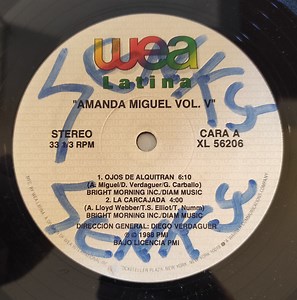 wea
Latina
"AMANDA MIGUEL VOL. V"
STEREO
33 1/3 RPM
CARA A
XL 56206
1. OJOS DE ALQUITRAN 6:10
(A. Miguel/D. Verdaguer/G. Carballo)
BRIGHT MORNING INC/DIAM MUSIC
2. LA CARCAJADA 4:00
(A. Lloyd Webber/T.S. Elliot/T. Numm)
BRIGHT MORNING INC./DIAM MUSIC
DIRECCION GENERAL: DIEGO VERDAGUER
℗ © 1988 PMI
BAJO LICENCIA PMI